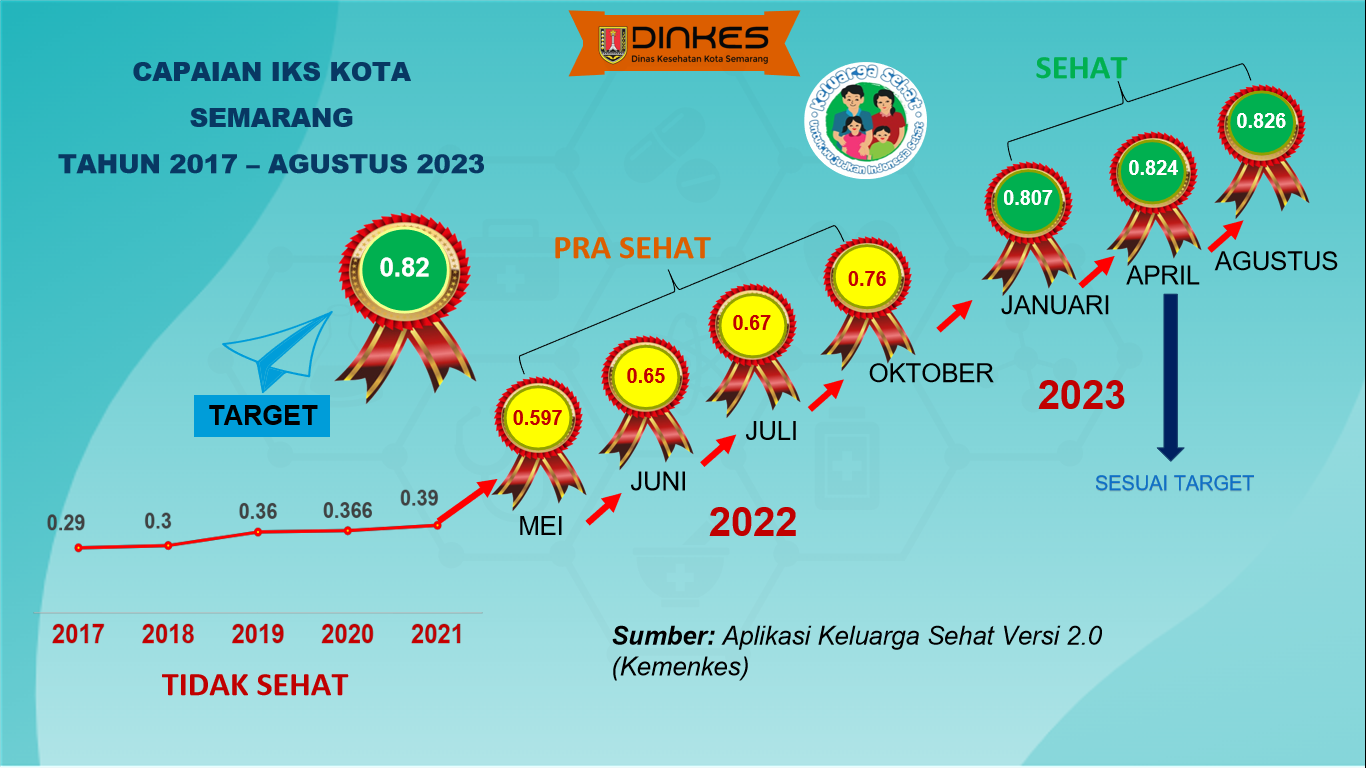 DINKES
Dinas Kesehatan Kota Semarang
CAPAIAN IKS KOTA
SEMARANG
TAHUN 2017 – AGUSTUS 2023
Keluarga Sehat
untuk wujudkan Indonesia Sehat
SEHAT
0.826
0.824
0.807
AGUSTUS
APRIL
JANUARI
PRA SEHAT
0.82
0.76
0.67
0.65
0.597
TARGET
OKTOBER
JULI
JUNI
MEI
2023
SESUAI TARGET
2022
0.29
0.3
0.36
0.366
0.39
2017
2018
2019
2020
2021
TIDAK SEHAT
Sumber: Aplikasi Keluarga Sehat Versi 2.0
(Kemenkes)